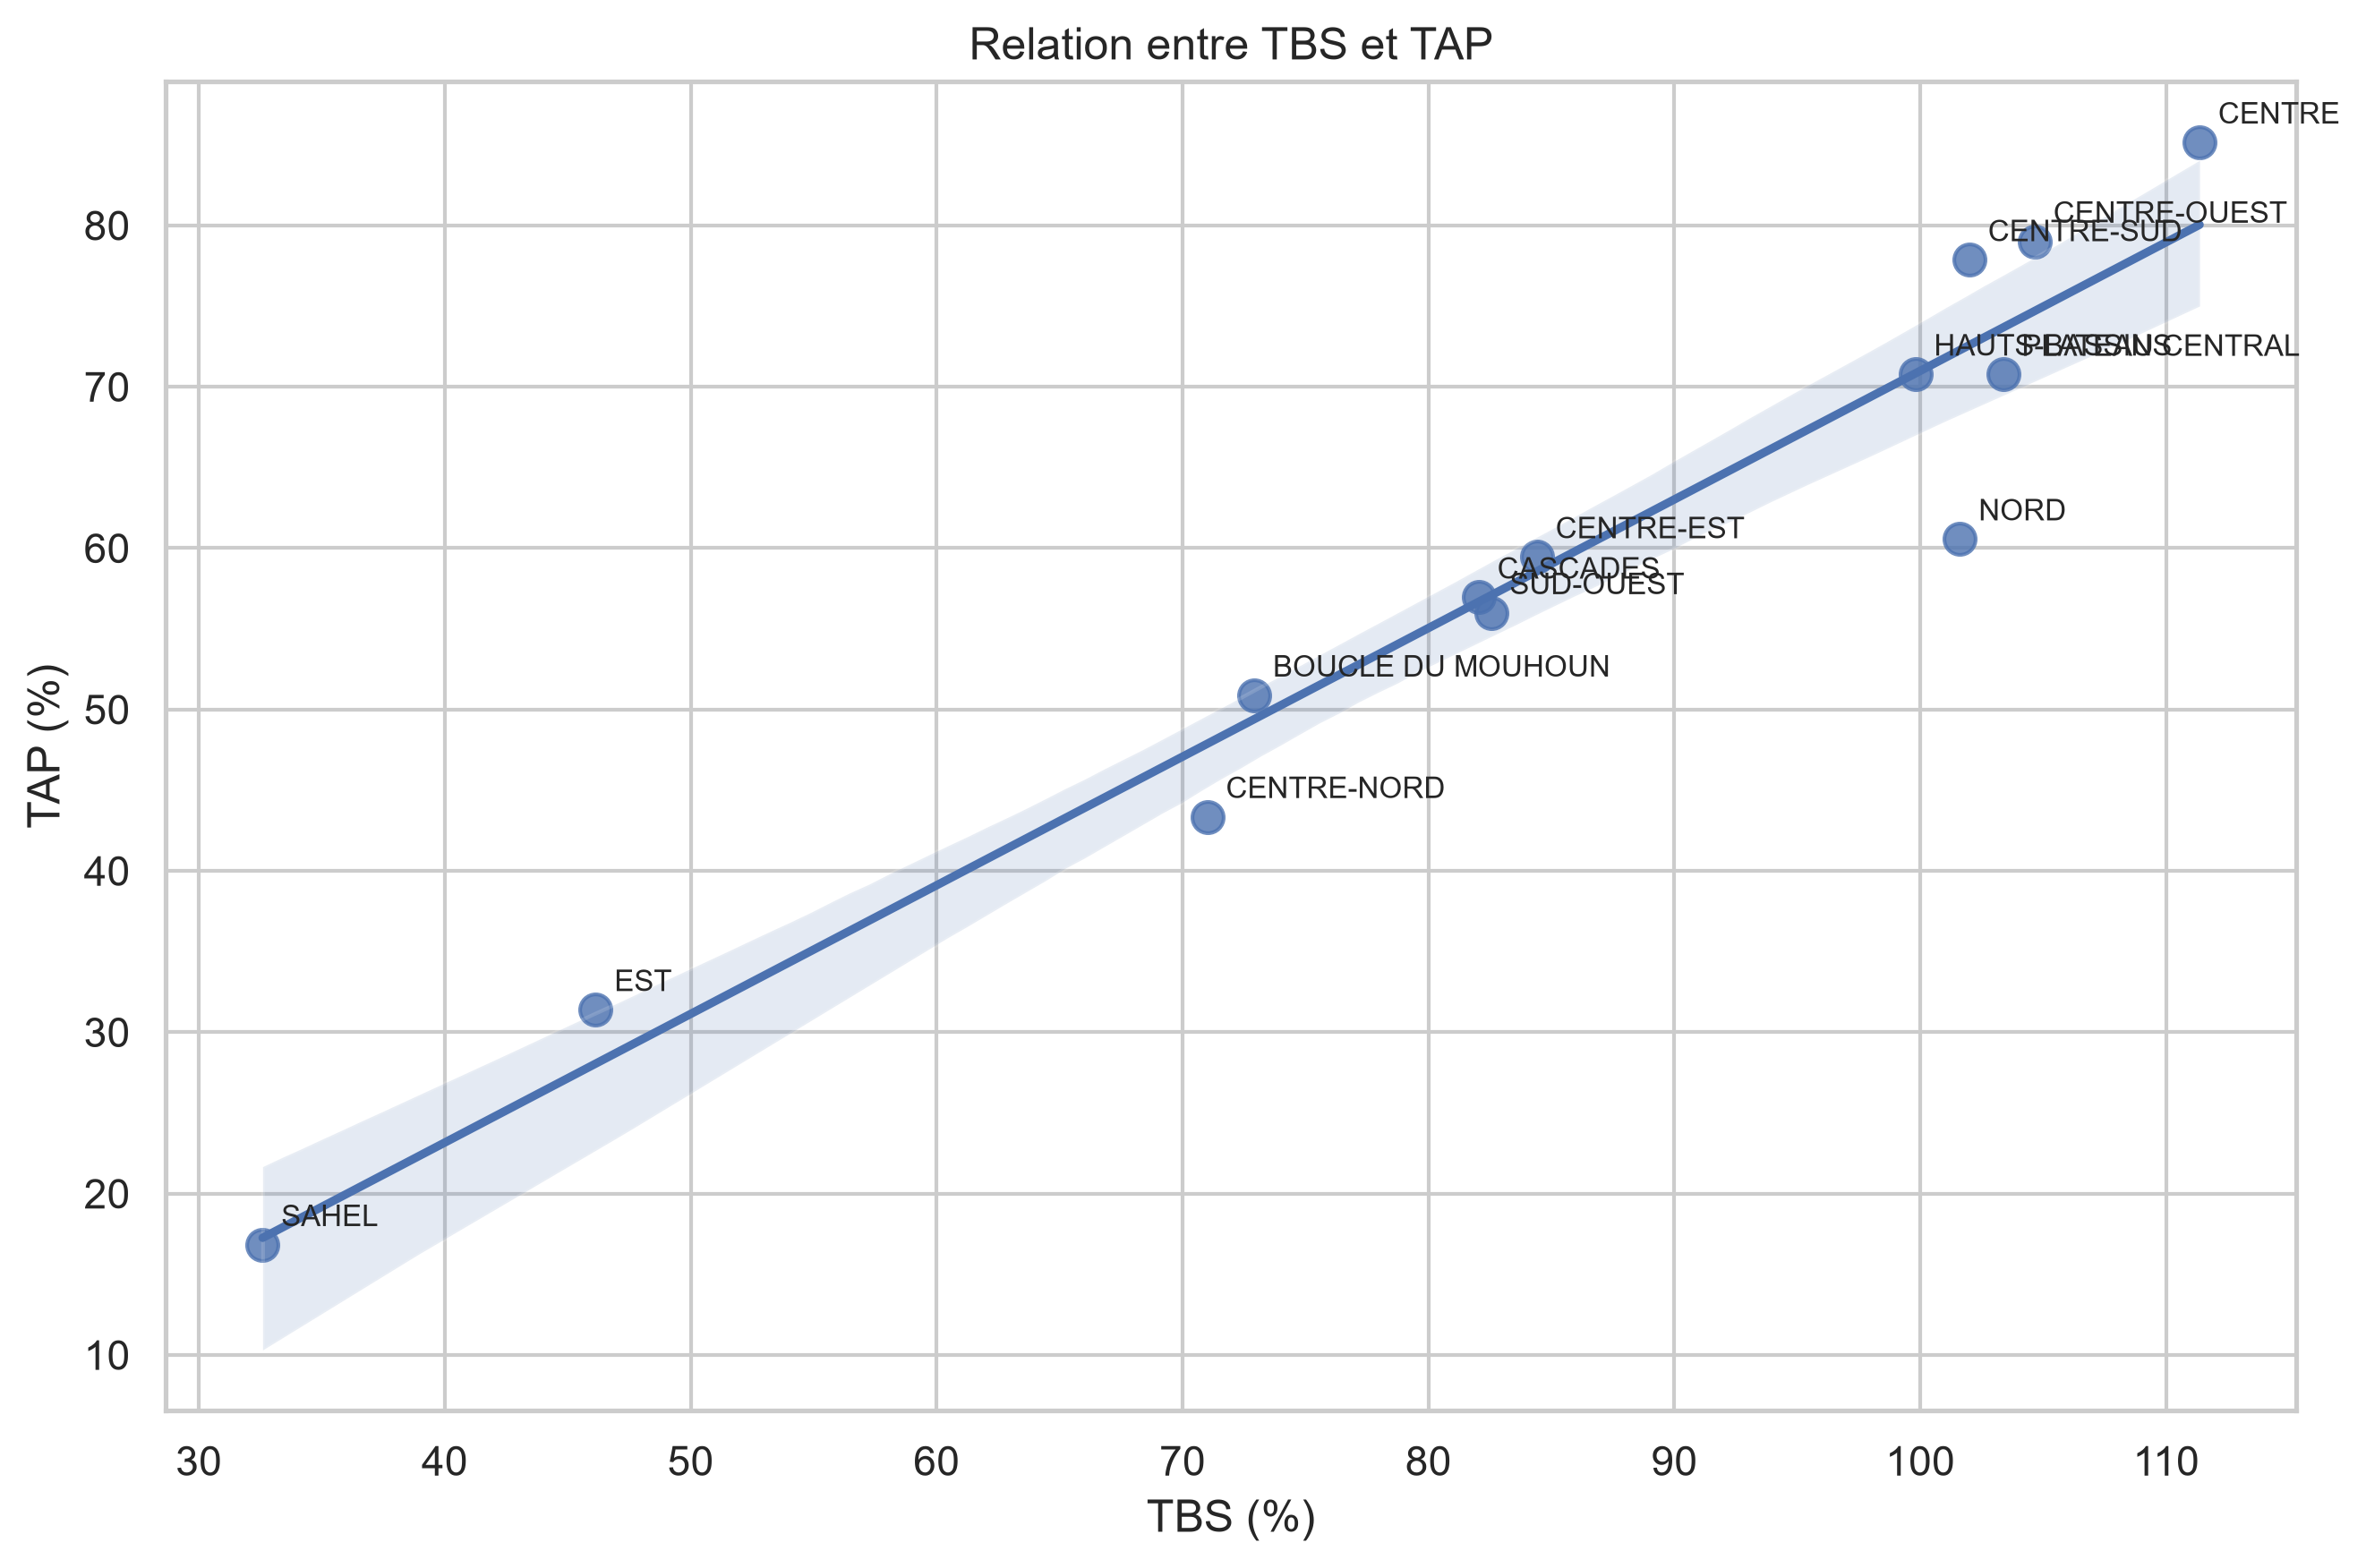 Relation entre TBS et TAP
CENTRE
CENTRE-OUEST
CENTRE-SUD
HAUTS-BASSINS
PLATEAU CENTRAL
NORD
CENTRE-EST
CASCADES
SUD-OUEST
BOUCLE DU MOUHOUN
CENTRE-NORD
EST
SAHEL
80
70
60
50
40
30
20
10
TAP (%)
30 40 50 60 70 80 90 100 110
TBS (%)